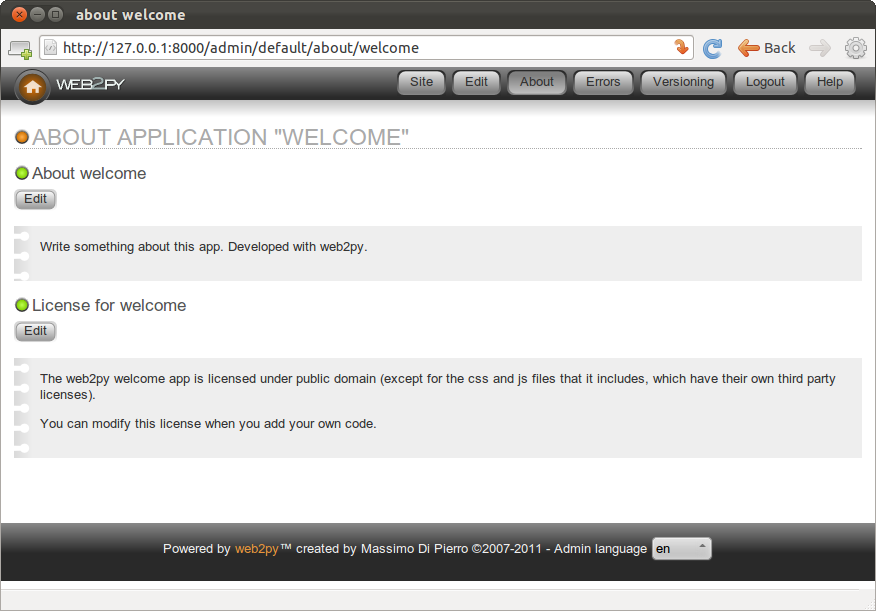 about welcome
http://127.0.0.1:8000/admin/default/about/welcome
Back
WEB2PY
Site
Edit
About
Errors
Versioning
Logout
Help
ABOUT APPLICATION "WELCOME"
About welcome
Edit
Write something about this app. Developed with web2py.
License for welcome
Edit
The web2py welcome app is licensed under public domain (except for the css and js files that it includes, which have their own third party
licenses).
You can modify this license when you add your own code.
Powered by web2py™ created by Massimo Di Pierro ©2007-2011 - Admin language en